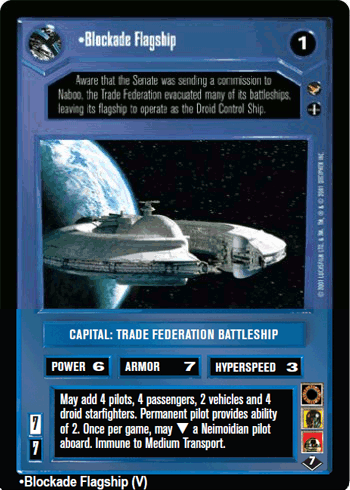 •Blockade Flagship
1
Aware that the Senate was sending a commission to
Naboo, the Trade Federation evacuated many of its battleships,
leaving its flagship to operate as the Droid Control Ship.
CAPITAL: TRADE FEDERATION BATTLESHIP
POWER 6 ARMOR 7 HYPERSPEED 3
May add 4 pilots, 4 passengers, 2 vehicles and 4
droid starfighters. Permanent pilot provides ability
of 2. Once per game, may ▼ a Neimoidian pilot
aboard. Immune to Medium Transport.
7
7
7
•Blockade Flagship (V)